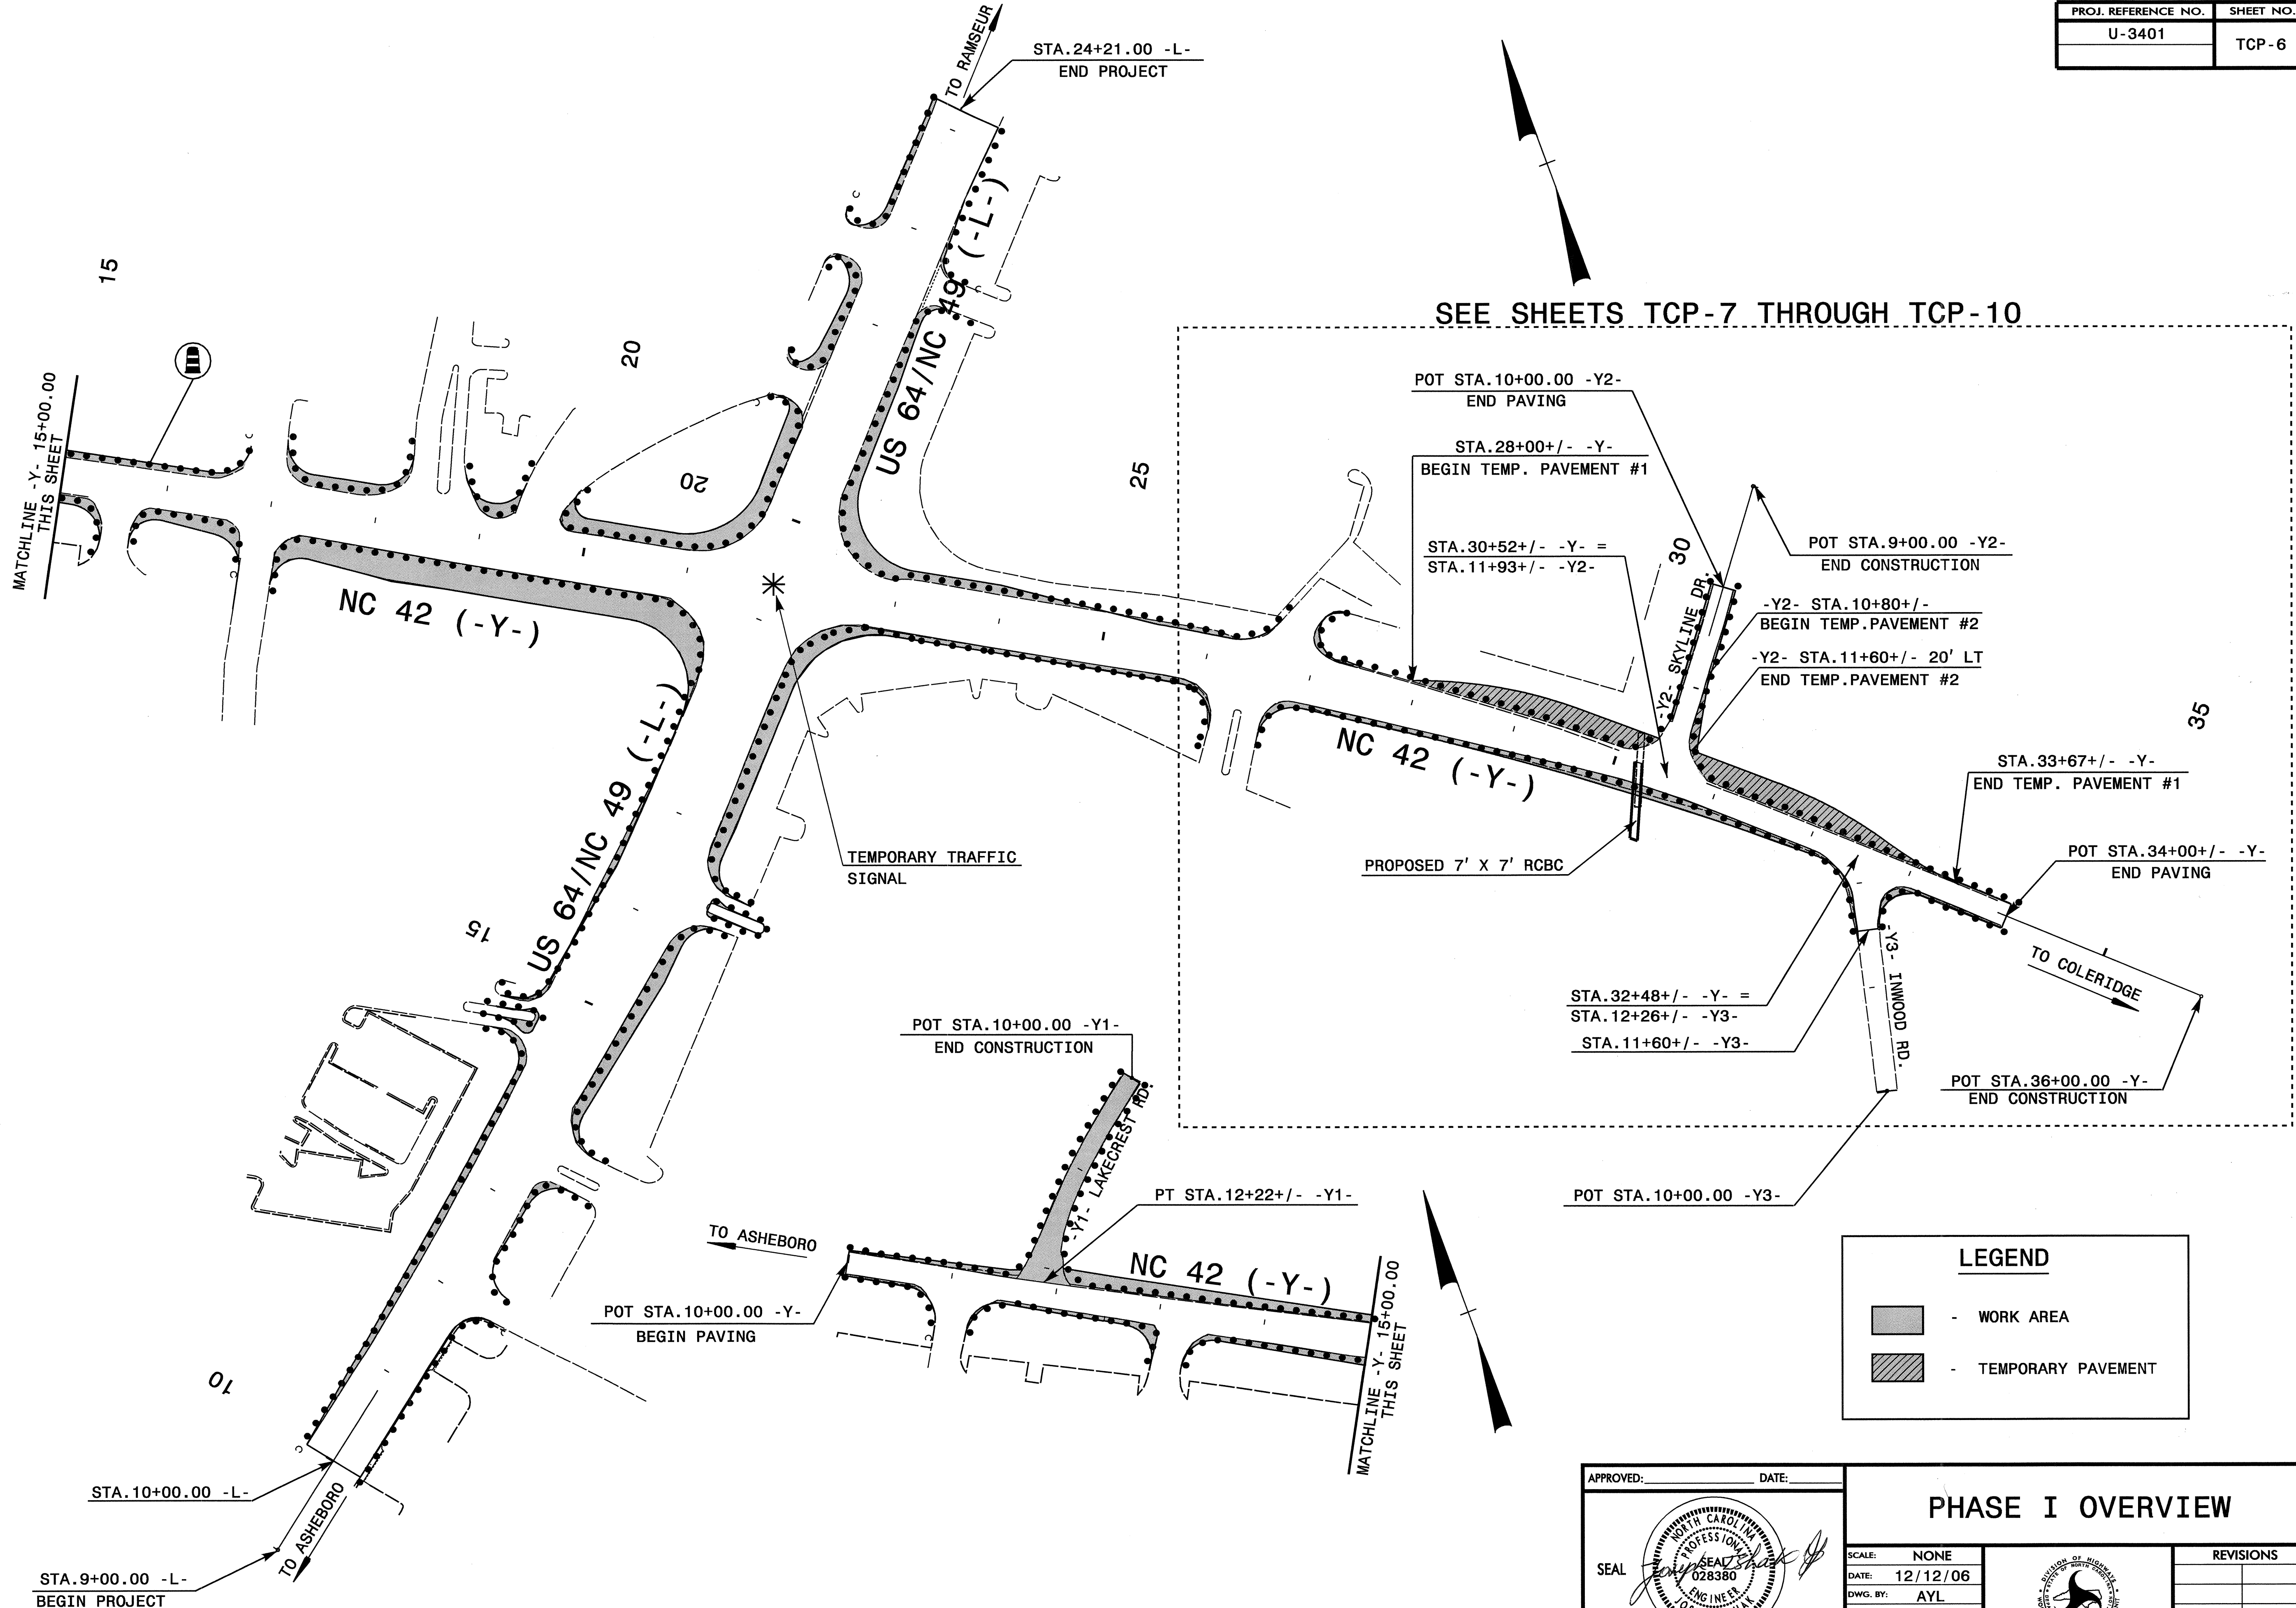 PROJ. REFERENCE NO.
SHEET NO.
U-3401
TCP-6
TO RAMSEUR
STA.24+21.00 -L-
END PROJECT
US 64/NC 49 (-L-)
SEE SHEETS TCP-7 THROUGH TCP-10
15
20
20
25
30
35
MATCHLINE -Y- 15+00.00
THIS SHEET
NC 42 (-Y-)
POT STA.10+00.00 -Y2-
END PAVING
STA.28+00+/- -Y-
BEGIN TEMP. PAVEMENT #1
STA.30+52+/- -Y- =
STA.11+93+/- -Y2-
POT STA.9+00.00 -Y2-
END CONSTRUCTION
-Y2- STA.10+80+/-
BEGIN TEMP.PAVEMENT #2
-Y2- STA.11+60+/- 20' LT
END TEMP.PAVEMENT #2
-Y2- SKYLINE DR.
NC 42 (-Y-)
STA.33+67+/- -Y-
END TEMP. PAVEMENT #1
PROPOSED 7' X 7' RCBC
POT STA.34+00+/- -Y-
END PAVING
TO COLERIDGE
-Y3- INWOOD RD.
STA.32+48+/- -Y- =
STA.12+26+/- -Y3-
STA.11+60+/- -Y3-
POT STA.36+00.00 -Y-
END CONSTRUCTION
POT STA.10+00.00 -Y3-
US 64/NC 49 (-L-)
TEMPORARY TRAFFIC
SIGNAL
15
10
POT STA.10+00.00 -Y1-
END CONSTRUCTION
-Y1- LAKECREST RD.
PT STA.12+22+/- -Y1-
TO ASHEBORO
NC 42 (-Y-)
POT STA.10+00.00 -Y-
BEGIN PAVING
MATCHLINE -Y- 15+00.00
THIS SHEET
STA.10+00.00 -L-
TO ASHEBORO
STA.9+00.00 -L-
BEGIN PROJECT
LEGEND
- WORK AREA
- TEMPORARY PAVEMENT
APPROVED: DATE:
PHASE I OVERVIEW
SEAL
NORTH CAROLINA
PROFESSIONAL
SEAL
028380
ENGINEER
SCALE: NONE
DATE: 12/12/06
DWG. BY: AYL
DIVISION OF HIGHWAYS
STATE OF NORTH CAROLINA
REVISIONS